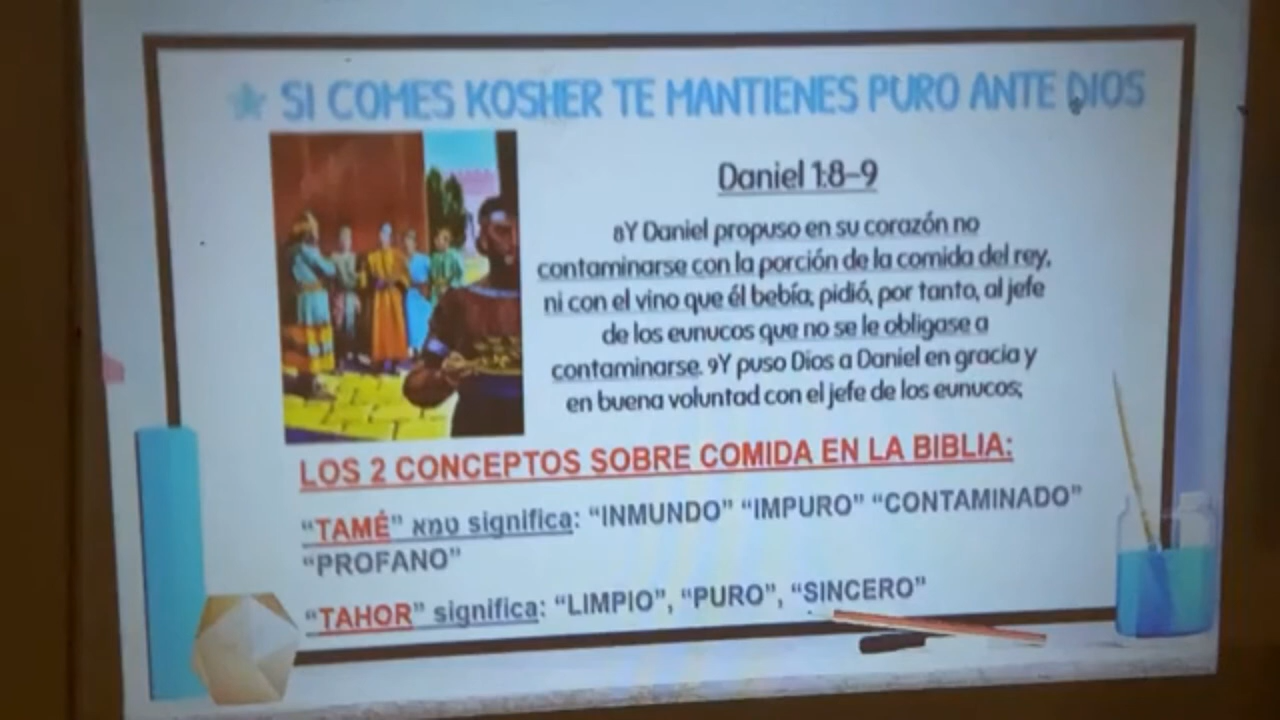 SI COMES KOSHER TE MANTIENES PURO ANTE DIOS
Daniel 1:8-9
8Y Daniel propuso en su corazón no
contaminarse con la porción de la comida del rey,
ni con el vino que él bebía; pidió, por tanto, al jefe
de los eunucos que no se le obligase a
contaminarse. 9Y puso Dios a Daniel en gracia y
en buena voluntad con el jefe de los eunucos;
LOS 2 CONCEPTOS SOBRE COMIDA EN LA BIBLIA:
“TAMÉ” טמא significa: “INMUNDO” “IMPURO” “CONTAMINADO”
“PROFANO”
“TAHOR” significa: “LIMPIO”, “PURO”, “SINCERO”